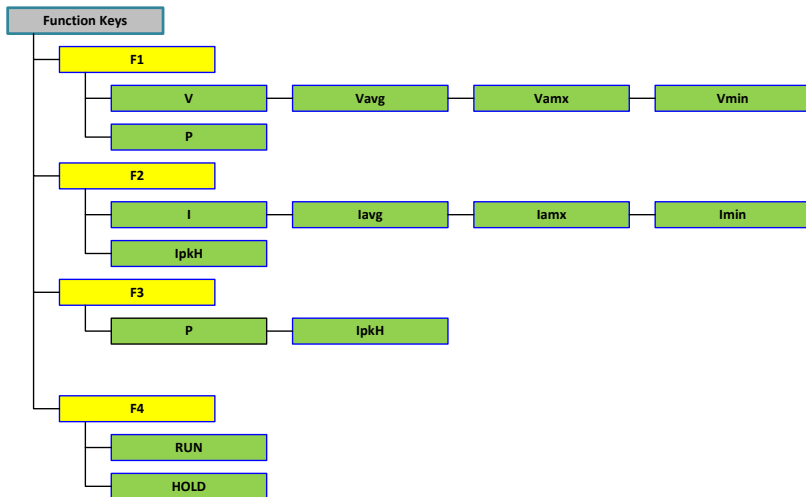 Function Keys
F1
V Vavg Vamx Vmin
P
F2
I Iavg Iamx Imin
IpkH
F3
P IpkH
F4
RUN
HOLD